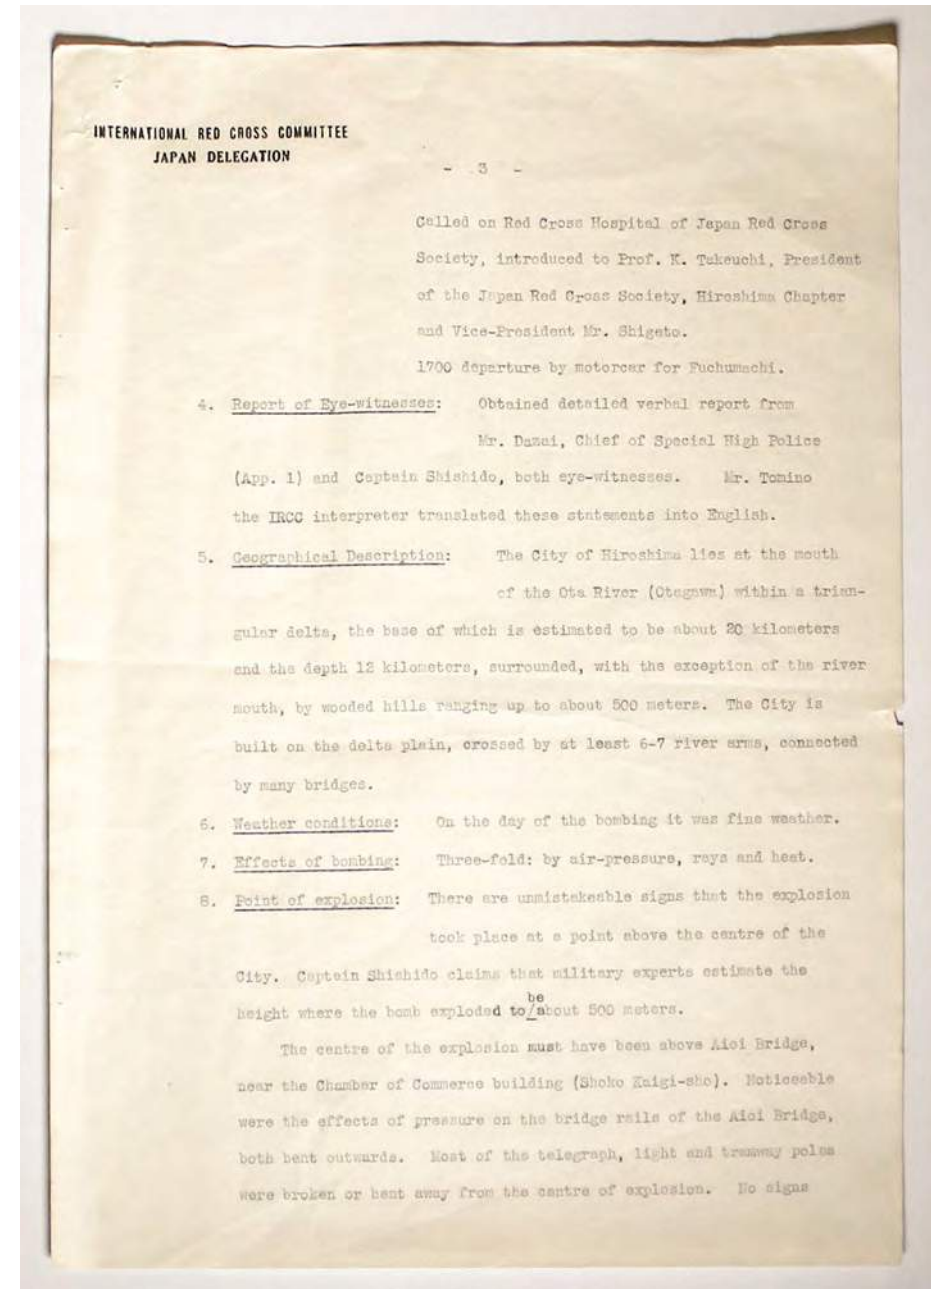 INTERNATIONAL RED CROSS COMMITTEE
JAPAN DELEGATION
- 3 -
Called on Red Cross Hospital of Japan Red Cross
Society, introduced to Prof. K. Takeuchi, President
of the Japan Red Cross Society, Hiroshima Chapter
and Vice-President Mr. Shigeto.
1700 departure by motorcar for Fuchumachi.
4. Report of Eye-witnesses: Obtained detailed verbal report from
Mr. Dazai, Chief of Special High Police
(App. 1) and Captain Shishido, both eye-witnesses. Mr. Tomino
the IRCC interpreter translated these statements into English.
5. Geographical Description: The City of Hiroshima lies at the mouth
of the Ota River (Otagawa) within a trian-
gular delta, the base of which is estimated to be about 20 kilometers
and the depth 12 kilometers, surrounded, with the exception of the river
mouth, by wooded hills ranging up to about 500 meters. The City is
built on the delta plain, crossed by at least 6-7 river arms, connected
by many bridges.
6. Weather conditions: On the day of the bombing it was fine weather.
7. Effects of bombing: Three-fold: by air-pressure, rays and heat.
8. Point of explosion: There are unmistakeable signs that the explosion
took place at a point above the centre of the
City. Captain Shishido claims that military experts estimate the
be
height where the bomb exploded to/about 500 meters.
The centre of the explosion must have been above Aioi Bridge,
near the Chamber of Commerce building (Shoko Kaigi-sho). Noticeable
were the effects of pressure on the bridge rails of the Aioi Bridge,
both bent outwards. Most of the telegraph, light and tramway poles
were broken or bent away from the centre of explosion. No signs